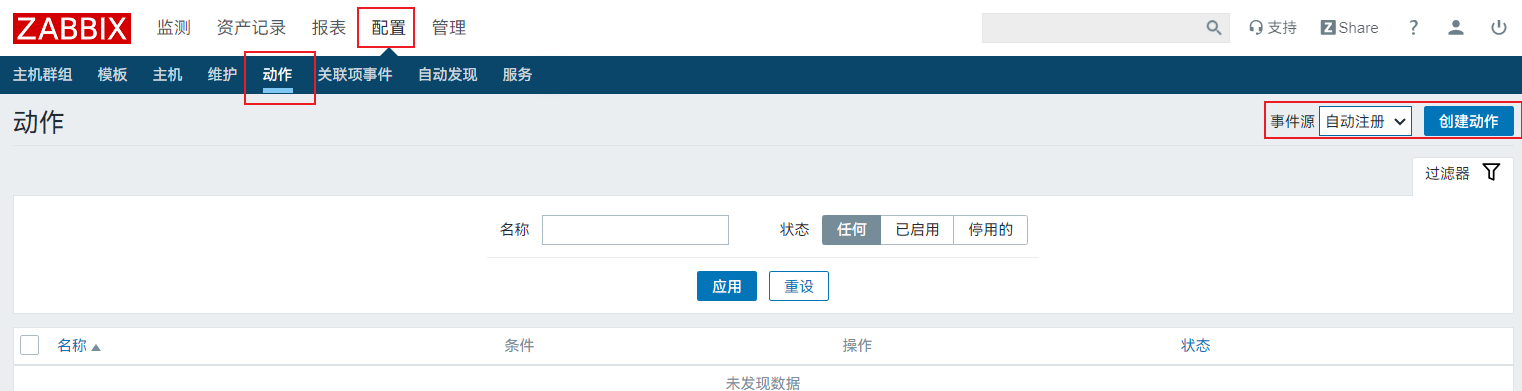 ZABBIX 监测 资产记录 报表 配置 管理 支持 Z Share ?
主机群组 模板 主机 维护 动作 关联项事件 自动发现 服务
动作 事件源 自动注册 创建动作
过滤器
名称 状态 任何 已启用 停用的
应用 重设
名称 条件 操作 状态
未发现数据